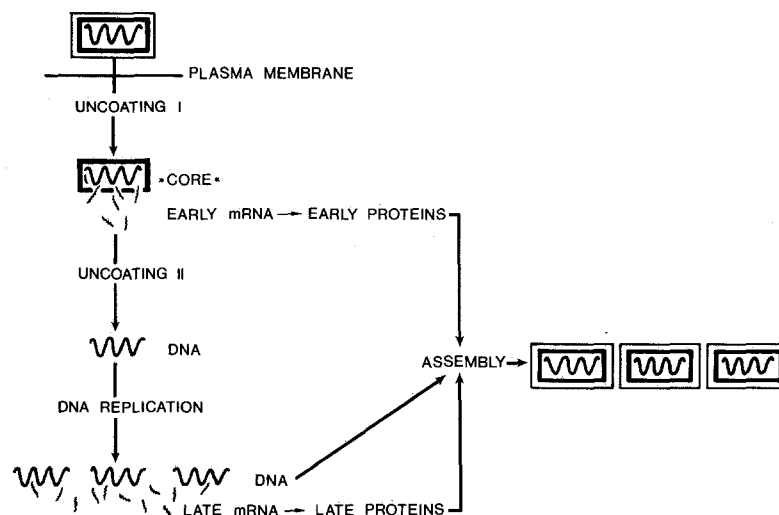 PLASMA MEMBRANE
UNCOATING I
»CORE«
EARLY mRNA → EARLY PROTEINS
UNCOATING II
DNA
ASSEMBLY
DNA REPLICATION
DNA
LATE mRNA → LATE PROTEINS